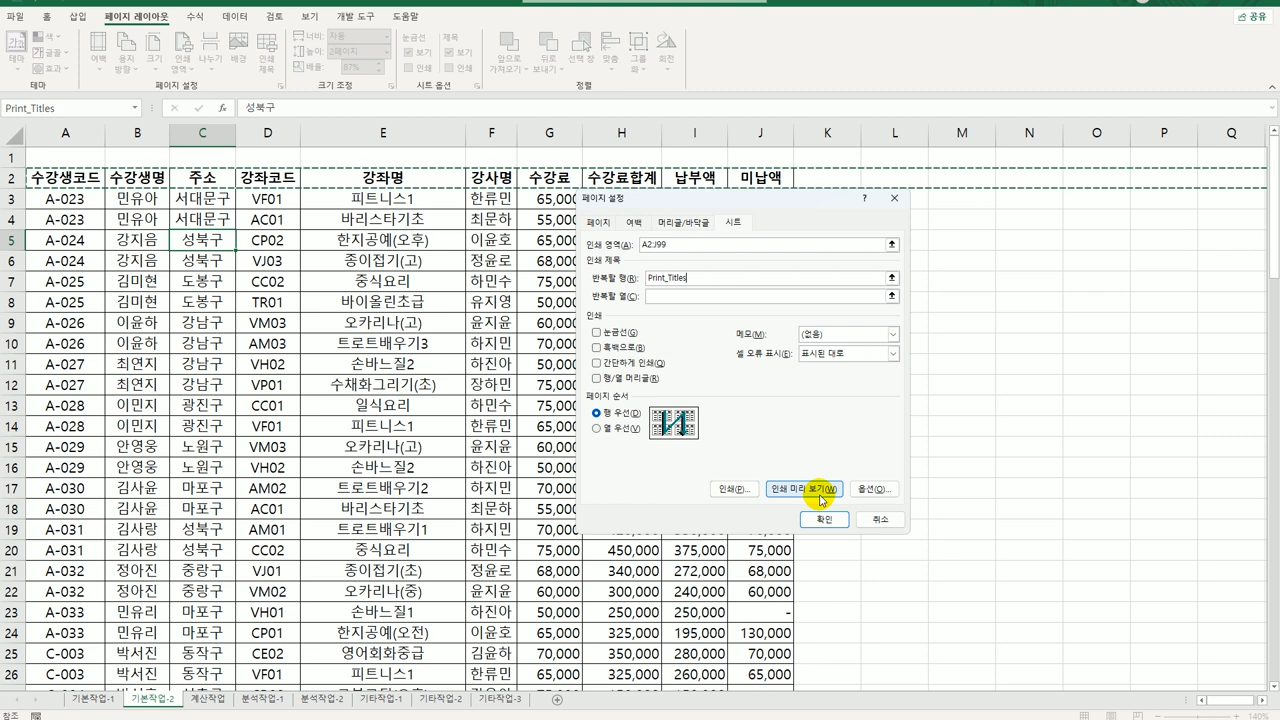 파일 홈 삽입 페이지 레이아웃 수식 데이터 검토 보기 개발 도구 도움말 공유
테마 색 글꼴 효과 여백 용지 방향 크기 인쇄 영역 나누기 배경 인쇄 제목 너비: 자동 높이: 2페이지 배율: 87% 눈금선 보기 인쇄 제목 보기 인쇄 앞으로 가져오기 뒤로 보내기 선택 창 맞춤 그룹화 회전
테마 페이지 설정 크기 조정 시트 옵션 정렬
Print_Titles fx 성북구
A B C D E F G H I J K L M N O P Q
1
2 수강생코드 수강생명 주소 강좌코드 강좌명 강사명 수강료 수강료합계 납부액 미납액
3 A-023 민유아 서대문구 VF01 피트니스1 한류민 65,000
4 A-023 민유아 서대문구 AC01 바리스타기초 최문하 55,000
5 A-024 강지음 성북구 CP02 한지공예(오후) 이윤호 65,000
6 A-024 강지음 성북구 VJ03 종이접기(고) 정윤로 68,000
7 A-025 김미현 도봉구 CC02 중식요리 하민수 75,000
8 A-025 김미현 도봉구 TR01 바이올린초급 유지영 50,000
9 A-026 이윤하 강남구 VM03 오카리나(고) 윤지윤 60,000
10 A-026 이윤하 강남구 AM03 트로트배우기3 하지민 70,000
11 A-027 최연지 강남구 VH02 손바느질2 하진아 50,000
12 A-027 최연지 강남구 VP01 수채화그리기(초) 장하민 75,000
13 A-028 이민지 광진구 CC01 일식요리 하민수 75,000
14 A-028 이민지 광진구 VF01 피트니스1 한류민 65,000
15 A-029 안영웅 노원구 VM03 오카리나(고) 윤지윤 60,000
16 A-029 안영웅 노원구 VH02 손바느질2 하진아 50,000
17 A-030 김사윤 마포구 AM02 트로트배우기2 하지민 70,000
18 A-030 김사윤 마포구 AC01 바리스타기초 최문하 55,000
19 A-031 김사랑 성북구 AM01 트로트배우기1 하지민 70,000
20 A-031 김사랑 성북구 CC02 중식요리 하민수 75,000 450,000 375,000 75,000
21 A-032 정아진 중랑구 VJ01 종이접기(초) 정윤로 68,000 340,000 272,000 68,000
22 A-032 정아진 중랑구 VM02 오카리나(중) 윤지윤 60,000 300,000 240,000 60,000
23 A-033 민유리 마포구 VH01 손바느질1 하진아 50,000 250,000 250,000 -
24 A-033 민유리 마포구 CP01 한지공예(오전) 이윤호 65,000 325,000 195,000 130,000
25 C-003 박서진 동작구 CE02 영어회화중급 김윤하 70,000 350,000 280,000 70,000
26 C-003 박서진 동작구 VF01 피트니스1 한류민 65,000 325,000 260,000 65,000
페이지 설정 ? ×
페이지 여백 머리글/바닥글 시트
인쇄 영역(A): A2:J99
인쇄 제목
반복할 행(R): Print_Titles
반복할 열(C):
인쇄
눈금선(G) 메모(M): (없음)
흑백으로(B)
간단하게 인쇄(Q) 셀 오류 표시(E): 표시된 대로
행/열 머리글(R)
페이지 순서
행 우선(D)
열 우선(V)
인쇄(P)... 인쇄 미리 보기(W) 옵션(O)...
확인 취소
기본작업-1 기본작업-2 계산작업 분석작업-1 분석작업-2 기타작업-1 기타작업-2 기타작업-3
참조 140%